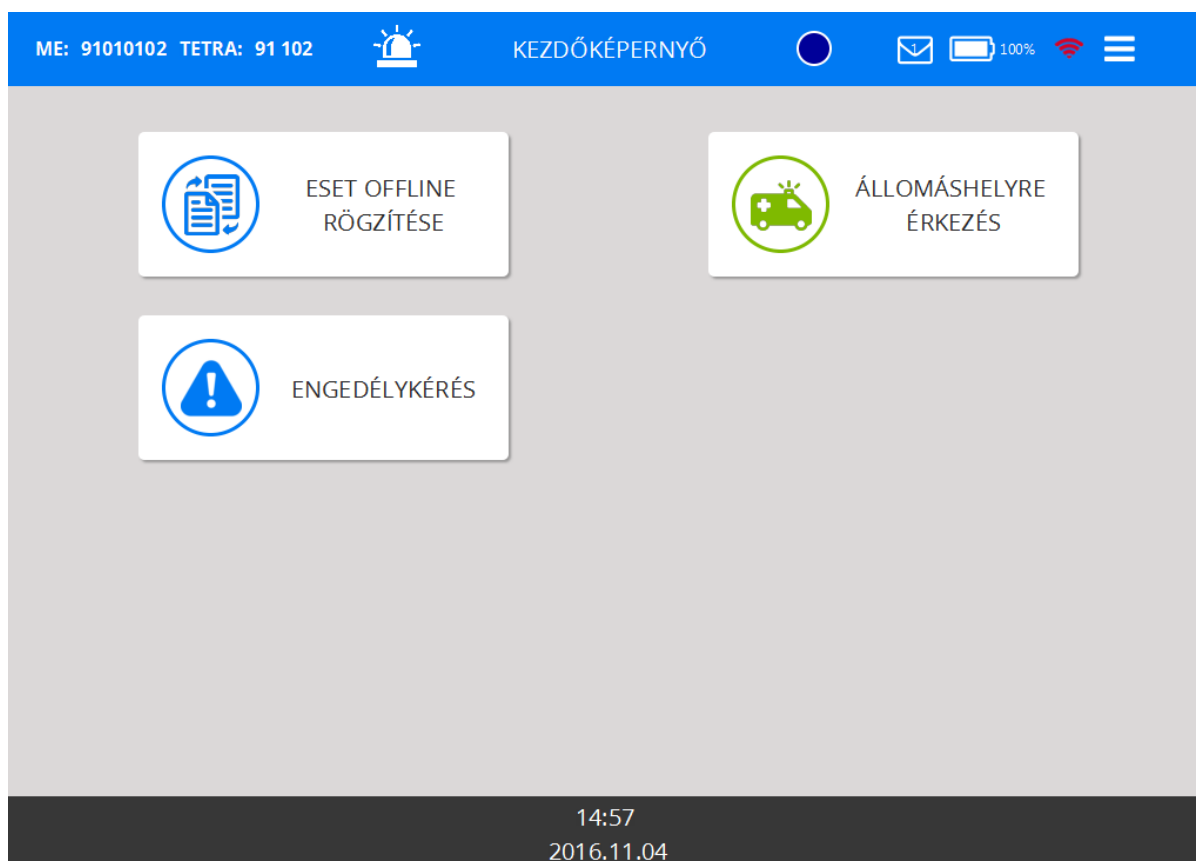 ME: 91010102 TETRA: 91 102 KEZDŐKÉPERNYŐ 1 100%
ESET OFFLINE
RÖGZÍTÉSE
ÁLLOMÁSHELYRE
ÉRKEZÉS
ENGEDÉLYKÉRÉS
14:57
2016.11.04